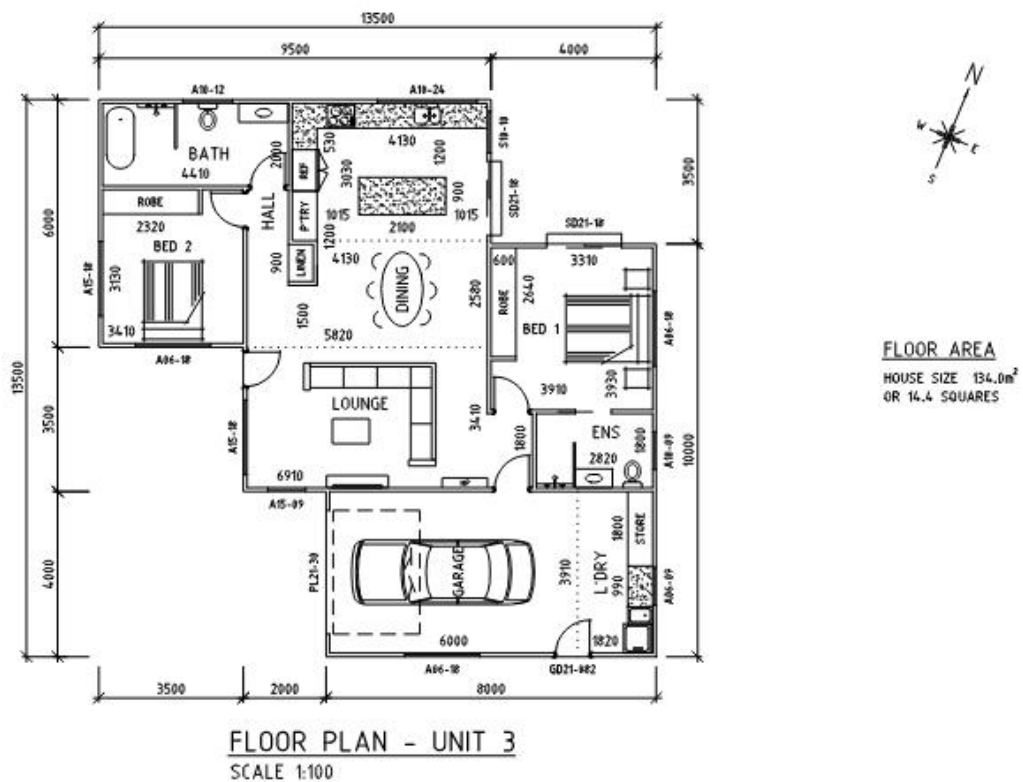 13500
9500 4000
A10-12 A10-24
N
W E
S
BATH
4410
2000
530
4130
1200
S10-18
3500
REF
3030
ROBE
2320
HALL
P'TRY
1015
900
1015
2100
SD21-18
SD21-18
6000
BED 2
1200
4130
900
LINEN
DINING
2580
600
3310
2640
ROBE
A15-18
3130
3410
1500
5820
BED 1
A06-18
A06-18
FLOOR AREA
HOUSE SIZE 134.0m²
OR 14.4 SQUARES
13500
3500
LOUNGE
3410
3910
3930
A15-18
1800
ENS
2820
1800
A10-09
10000
6910
A15-09
4000
PL21-30
GARAGE
3910
L'DRY
1800
STORE
990
A06-09
6000
1820
A06-18
GD21-082
3500 2000 8000
FLOOR PLAN - UNIT 3
SCALE 1:100